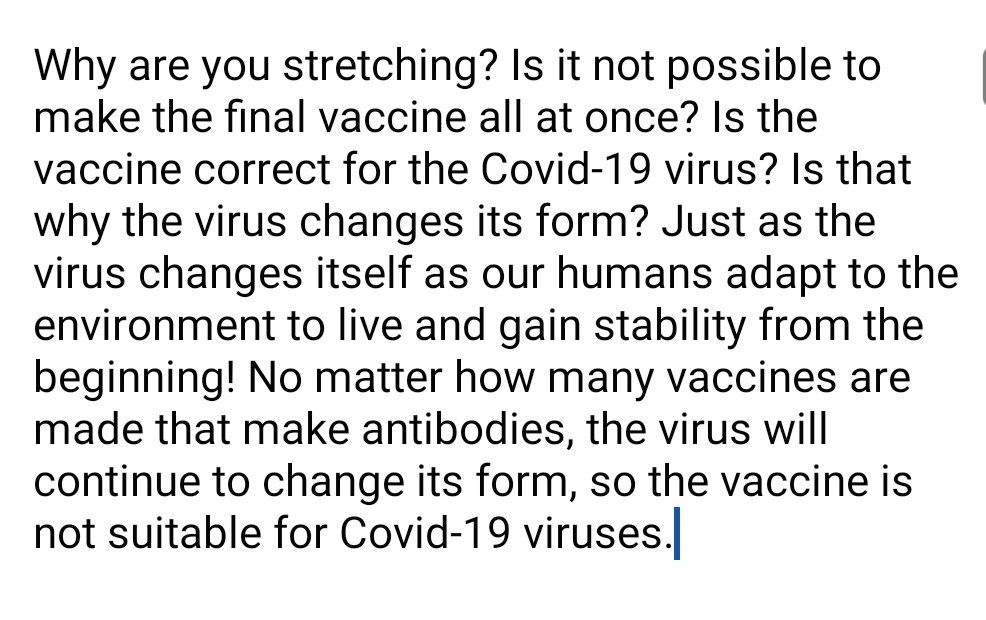 Why are you stretching? Is it not possible to
make the final vaccine all at once? Is the
vaccine correct for the Covid-19 virus? Is that
why the virus changes its form? Just as the
virus changes itself as our humans adapt to the
environment to live and gain stability from the
beginning! No matter how many vaccines are
made that make antibodies, the virus will
continue to change its form, so the vaccine is
not suitable for Covid-19 viruses.